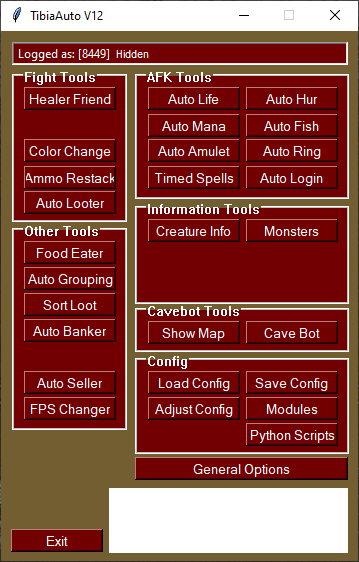 TibiaAuto V12
Logged as: [8449] Hidden
Fight Tools
Healer Friend
Color Change
Ammo Restack
Auto Looter
Other Tools
Food Eater
Auto Grouping
Sort Loot
Auto Banker
Auto Seller
FPS Changer
AFK Tools
Auto Life
Auto Hur
Auto Mana
Auto Fish
Auto Amulet
Auto Ring
Timed Spells
Auto Login
Information Tools
Creature Info
Monsters
Cavebot Tools
Show Map
Cave Bot
Config
Load Config
Save Config
Adjust Config
Modules
Python Scripts
General Options
Exit